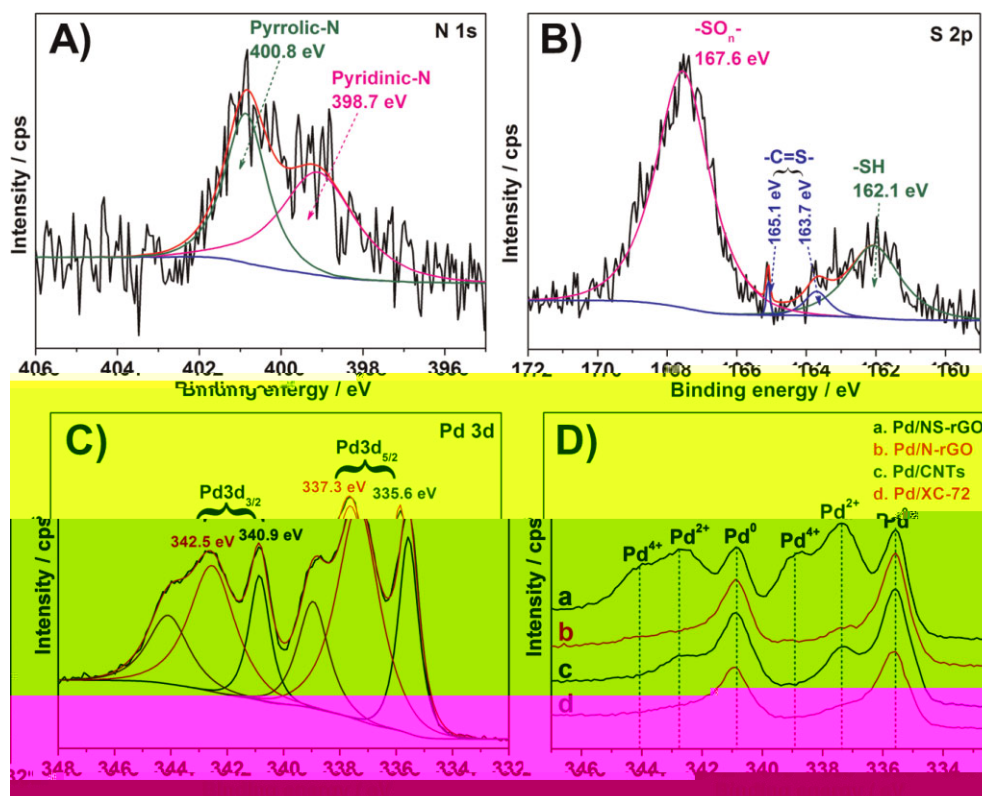 A)
N 1s
Pyrrolic-N
400.8 eV
Pyridinic-N
398.7 eV
Intensity / cps
406 404 402 400 398 396
Binding energy / eV
B)
S 2p
-SOn-
167.6 eV
-C=S-
165.1 eV
163.7 eV
-SH
162.1 eV
Intensity / cps
172 170 168 166 164 162 160
Binding energy / eV
C)
Pd 3d
Pd3d5/2
337.3 eV
335.6 eV
Pd3d3/2
342.5 eV
340.9 eV
Intensity / cps
348 346 344 342 340 338 336 334 332
D)
a. Pd/NS-rGO
b. Pd/N-rGO
c. Pd/CNTs
d. Pd/XC-72
Pd4+ Pd2+ Pd0 Pd4+ Pd2+ Pd0
a
b
c
d
Intensity / cps
346 344 342 340 338 336 334